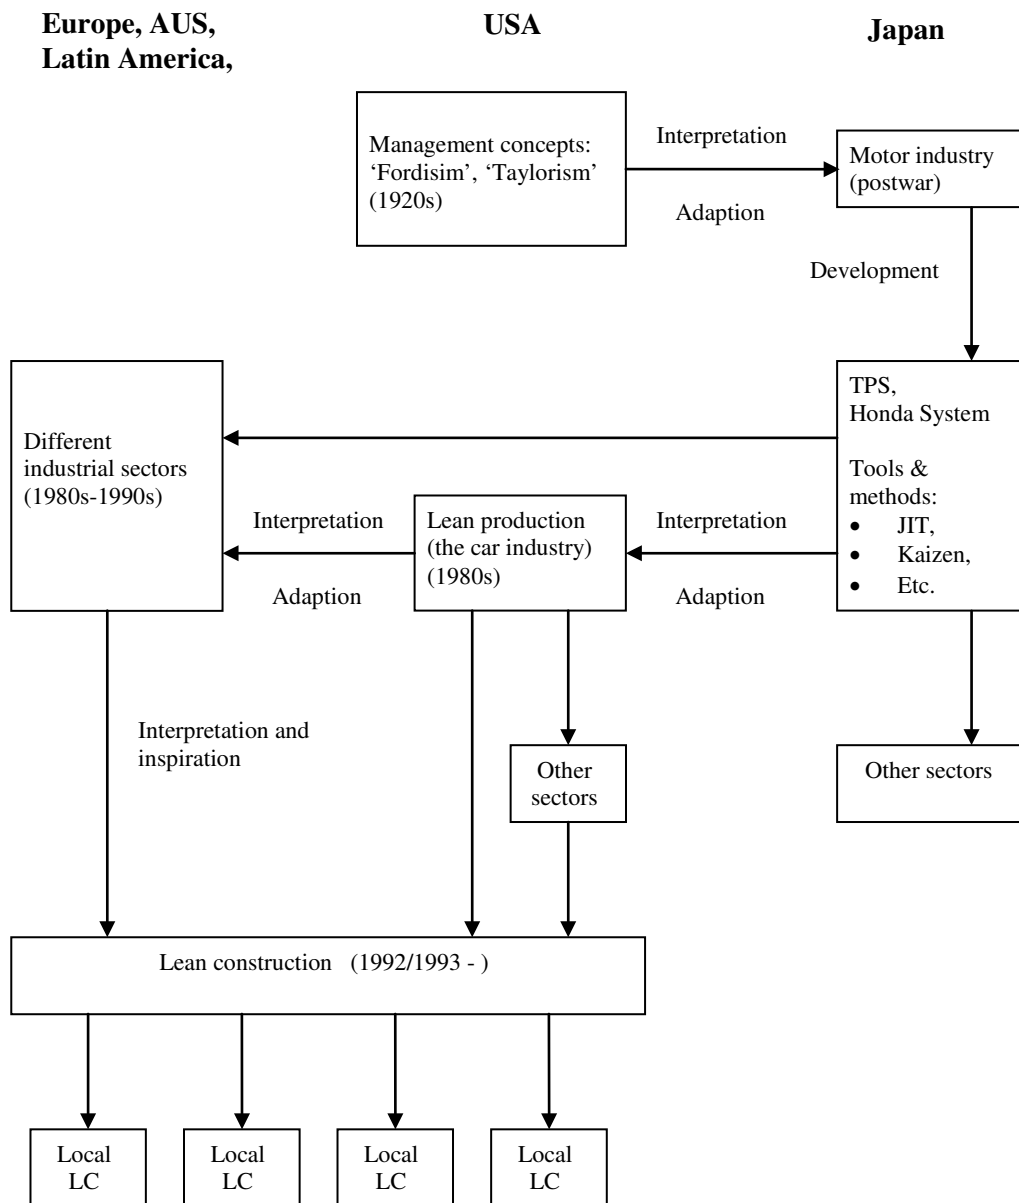 Europe, AUS,
Latin America,
USA
Japan
Management concepts:
‘Fordisim’, ‘Taylorism’
(1920s)
Interpretation
Adaption
Motor industry
(postwar)
Development
TPS,
Honda System
Tools &
methods:
• JIT,
• Kaizen,
• Etc.
Different
industrial sectors
(1980s-1990s)
Interpretation
Adaption
Lean production
(the car industry)
(1980s)
Interpretation
Adaption
Interpretation and
inspiration
Other
sectors
Other sectors
Lean construction (1992/1993 - )
Local
LC
Local
LC
Local
LC
Local
LC